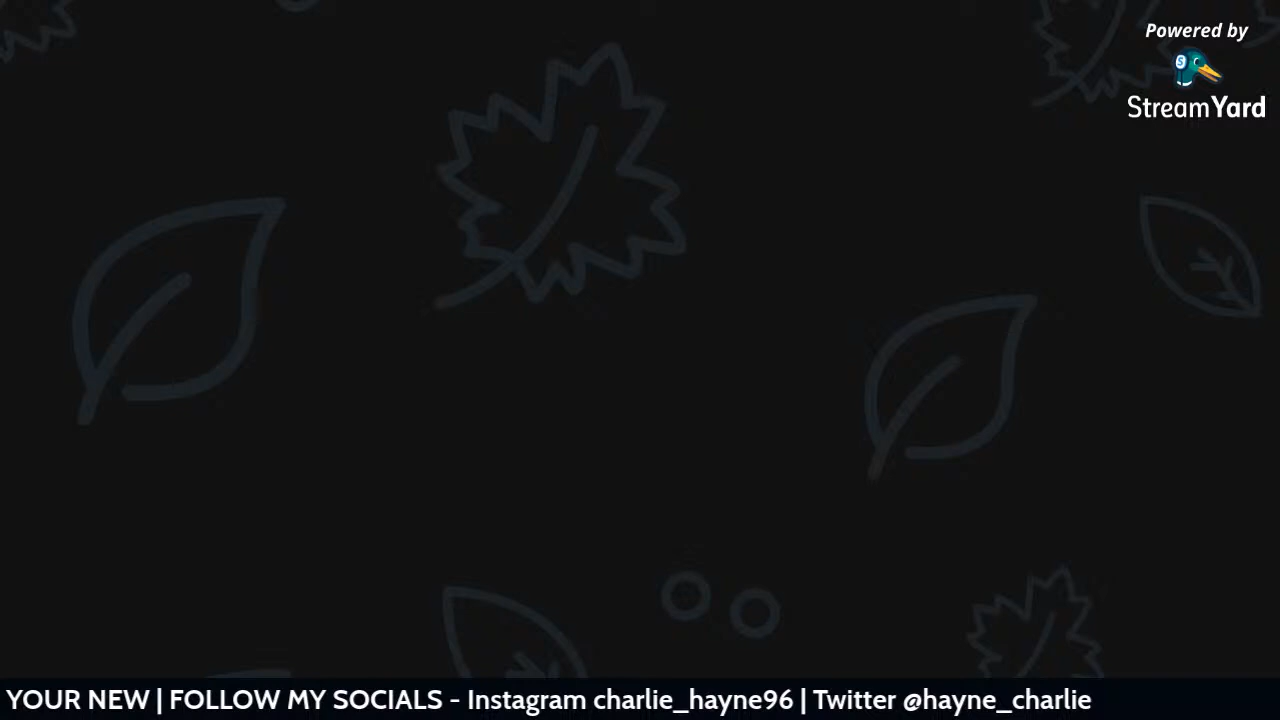 Powered by
StreamYard
YOUR NEW | FOLLOW MY SOCIALS - Instagram charlie_hayne96 | Twitter @hayne_charlie